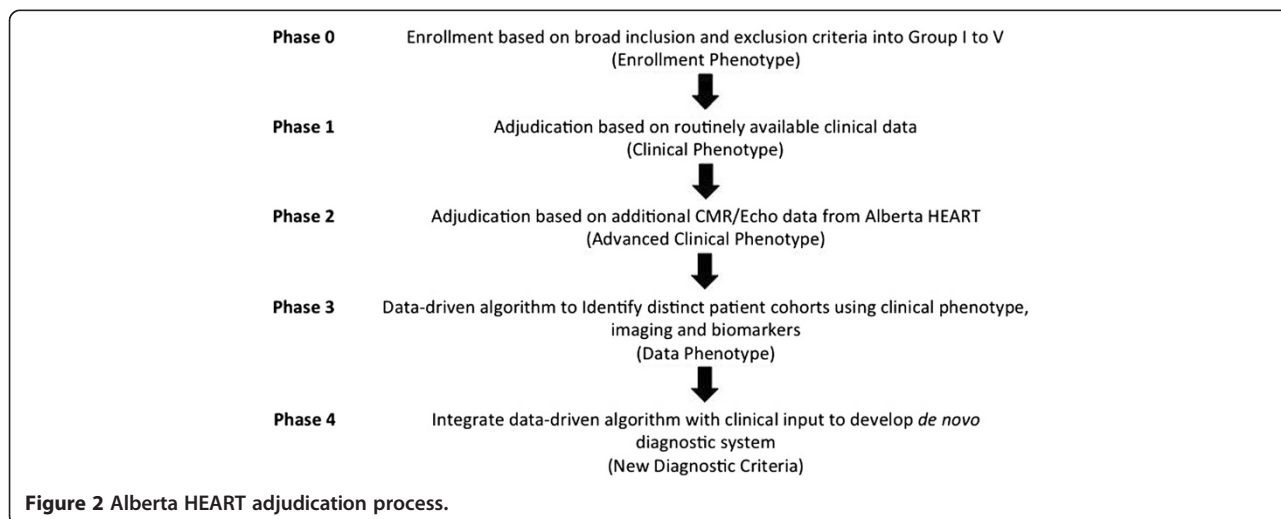 Phase 0 Enrollment based on broad inclusion and exclusion criteria into Group I to V
(Enrollment Phenotype)
Phase 1 Adjudication based on routinely available clinical data
(Clinical Phenotype)
Phase 2 Adjudication based on additional CMR/Echo data from Alberta HEART
(Advanced Clinical Phenotype)
Phase 3 Data-driven algorithm to Identify distinct patient cohorts using clinical phenotype,
imaging and biomarkers
(Data Phenotype)
Phase 4 Integrate data-driven algorithm with clinical input to develop de novo
diagnostic system
(New Diagnostic Criteria)
Figure 2 Alberta HEART adjudication process.